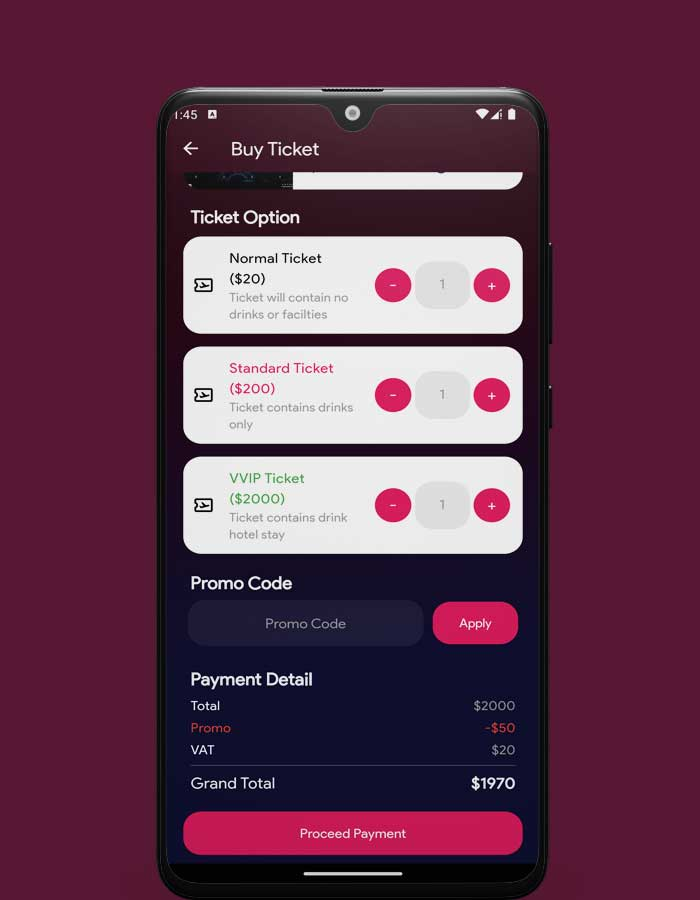 1:45
Buy Ticket
Ticket Option
Normal Ticket
($20)
Ticket will contain no
drinks or facilties
- 1 +
Standard Ticket
($200)
Ticket contains drinks
only
- 1 +
VVIP Ticket
($2000)
Ticket contains drink
hotel stay
- 1 +
Promo Code
Promo Code
Apply
Payment Detail
Total $2000
Promo -$50
VAT $20
Grand Total $1970
Proceed Payment